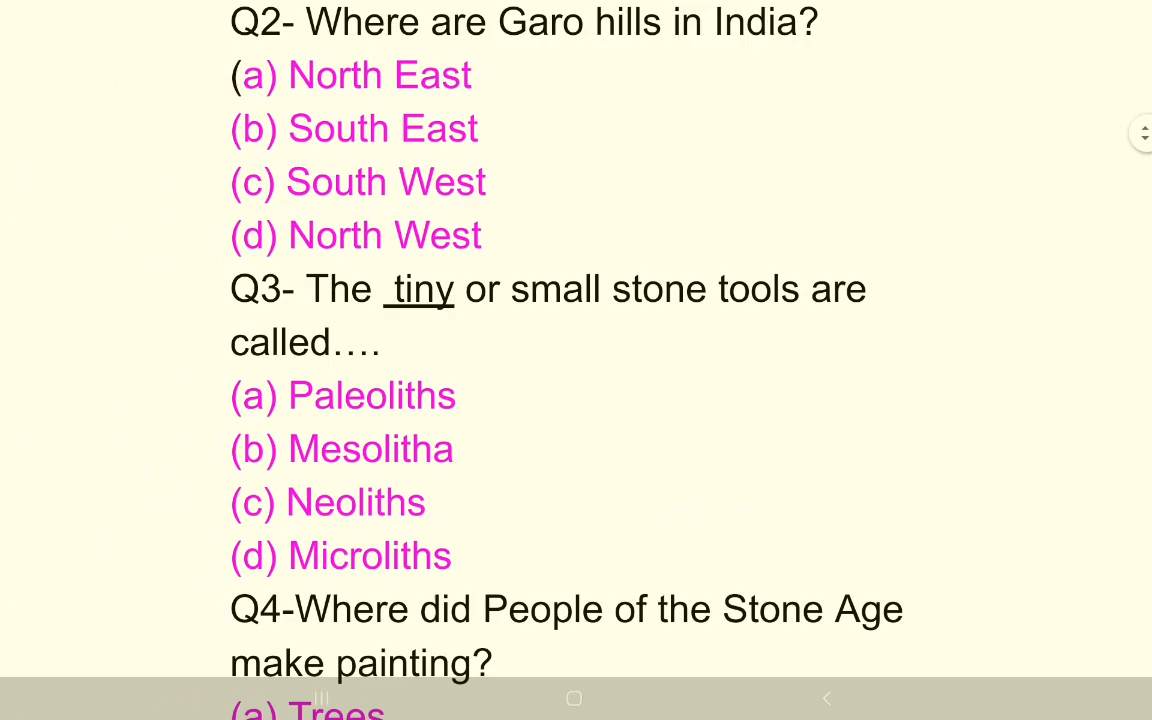 Q2- Where are Garo hills in India?
(a) North East
(b) South East
(c) South West
(d) North West
Q3- The  tiny or small stone tools are
called….
(a) Paleoliths
(b) Mesolitha
(c) Neoliths
(d) Microliths
Q4-Where did People of the Stone Age
make painting?
(a) Trees